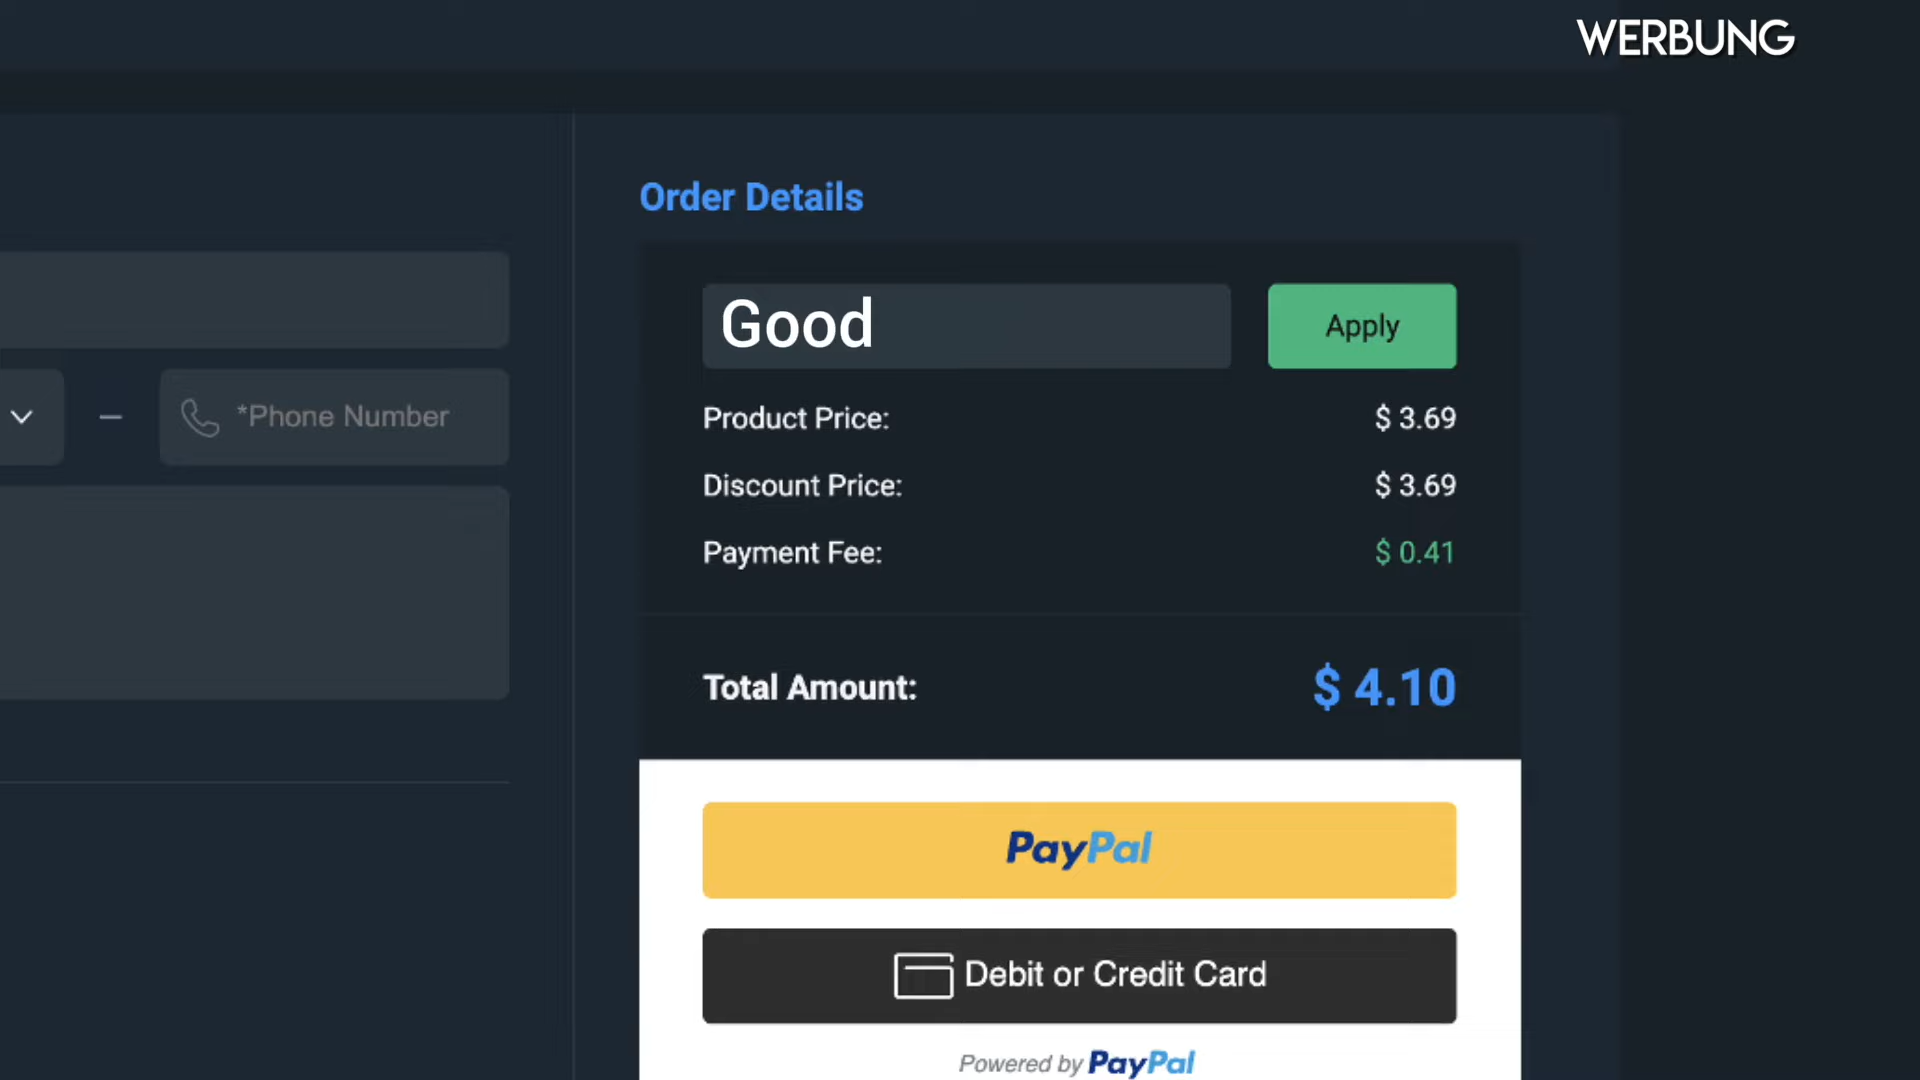 WERBUNG
Order Details
Good
Apply
*Phone Number
Product Price: $ 3.69
Discount Price: $ 3.69
Payment Fee: $ 0.41
Total Amount: $ 4.10
PayPal
Debit or Credit Card
Powered by PayPal